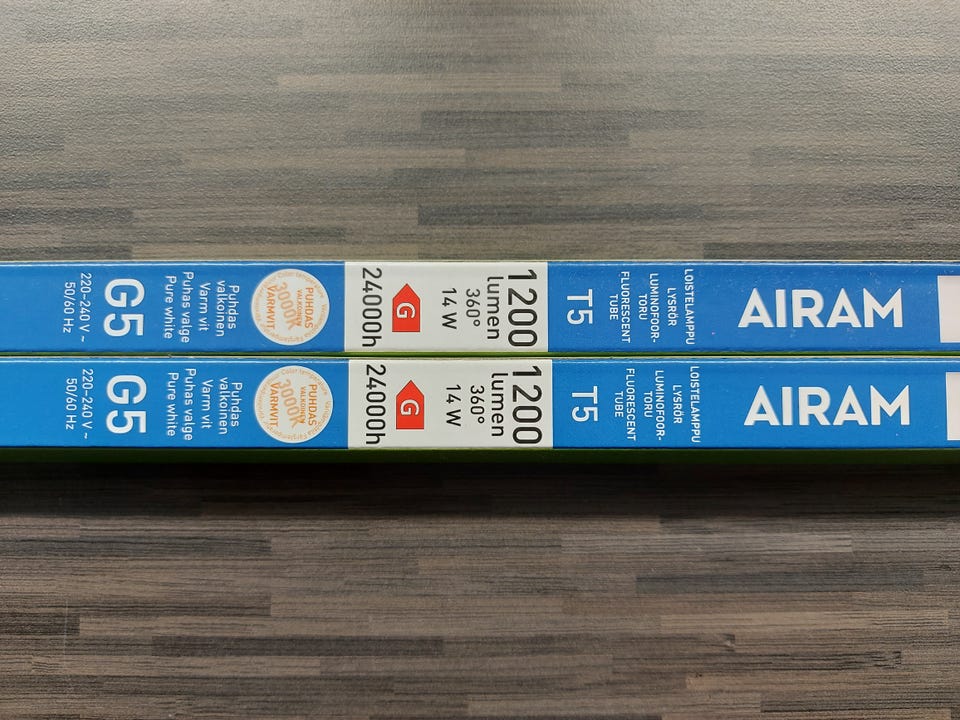 AIRAM
LOISTELAMPPU
LYSRÖR
LUMINOFOOR-
TORU
FLUORESCENT
TUBE
T5
1200
lumen
360°
14 W
G
24000h
PUHDAS
VALKOINEN
3000K
VARMVIT
Puhdas
valkoinen
Varm vit
Puhas valge
Pure white
G5
220-240 V ~
50/60 Hz
AIRAM
LOISTELAMPPU
LYSRÖR
LUMINOFOOR-
TORU
FLUORESCENT
TUBE
T5
1200
lumen
360°
14 W
G
24000h
PUHDAS
VALKOINEN
3000K
VARMVIT
Puhdas
valkoinen
Varm vit
Puhas valge
Pure white
G5
220-240 V ~
50/60 Hz